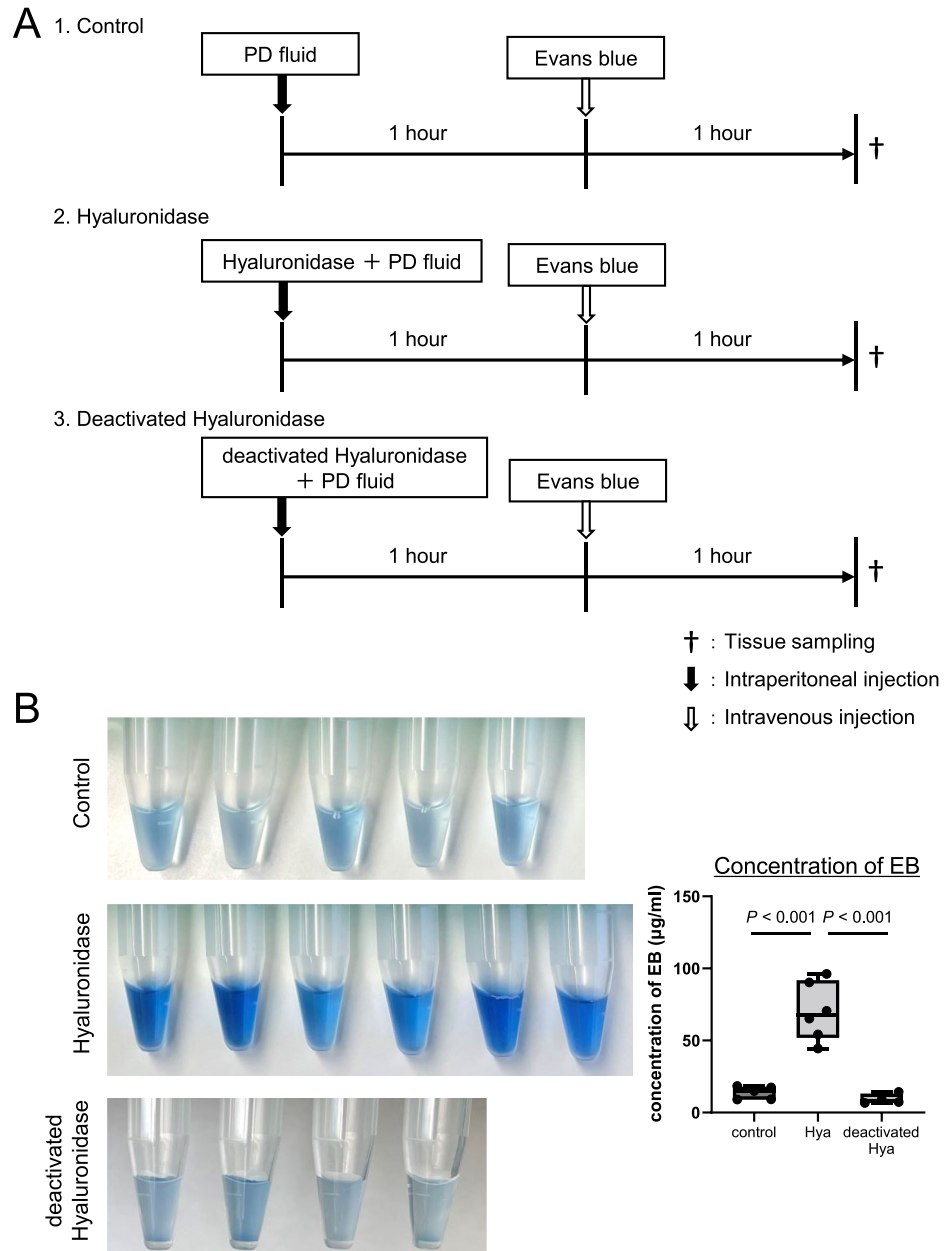 A
1. Control
PD fluid
Evans blue
1 hour
1 hour
†
2. Hyaluronidase
Hyaluronidase + PD fluid
Evans blue
1 hour
1 hour
†
3. Deactivated Hyaluronidase
deactivated Hyaluronidase
+ PD fluid
Evans blue
1 hour
1 hour
†
† : Tissue sampling
: Intraperitoneal injection
: Intravenous injection
B
Control
Hyaluronidase
deactivated
Hyaluronidase
Concentration of EB
concentration of EB (µg/ml)
150
100
50
0
P < 0.001 P < 0.001
control
Hya
deactivated
Hya